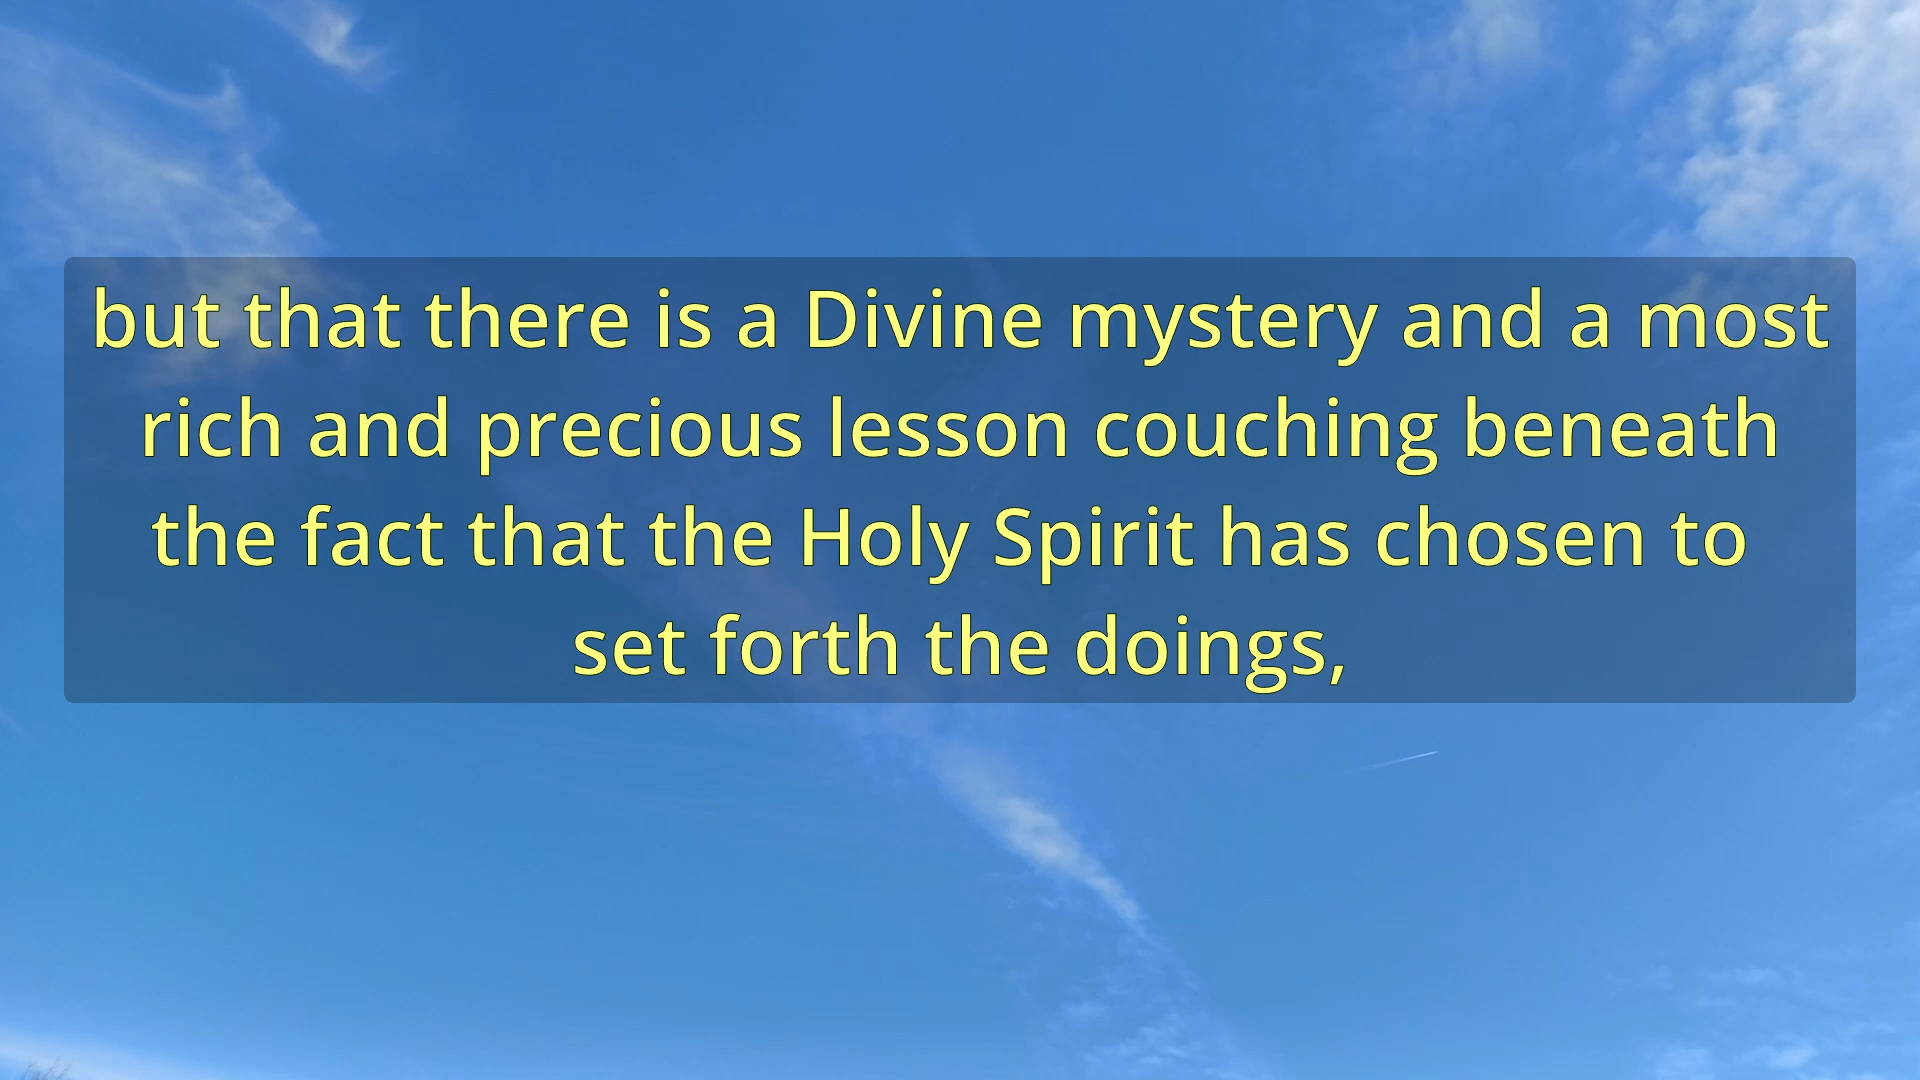 but that there is a Divine mystery and a most
rich and precious lesson couching beneath
the fact that the Holy Spirit has chosen to
set forth the doings,